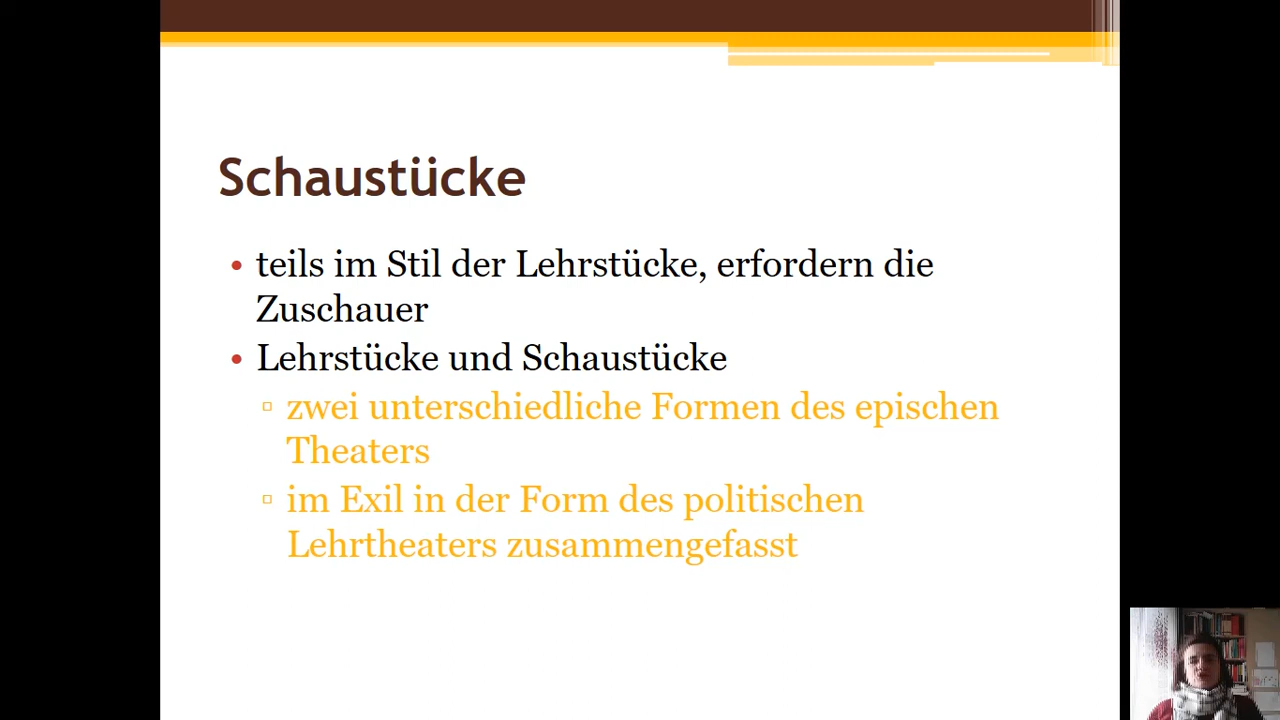 Schaustücke
• teils im Stil der Lehrstücke, erfordern die
Zuschauer
• Lehrstücke und Schaustücke
▫ zwei unterschiedliche Formen des epischen
Theaters
▫ im Exil in der Form des politischen
Lehrtheaters zusammengefasst